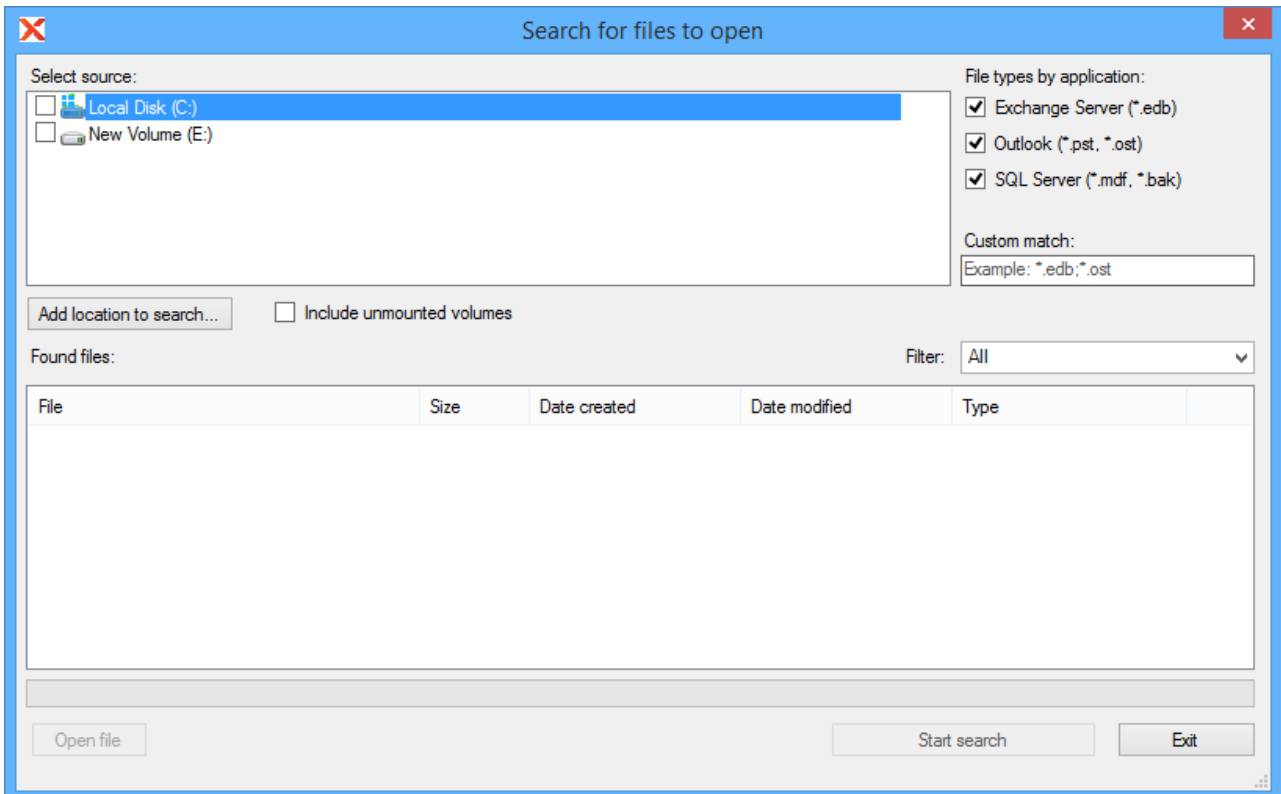 Search for files to open
Select source:
Local Disk (C:)
New Volume (E:)
File types by application:
Exchange Server (*.edb)
Outlook (*.pst, *.ost)
SQL Server (*.mdf, *.bak)
Custom match:
Example: *.edb;*.ost
Add location to search...
Include unmounted volumes
Found files:
Filter: All
File Size Date created Date modified Type
Open file Start search Exit